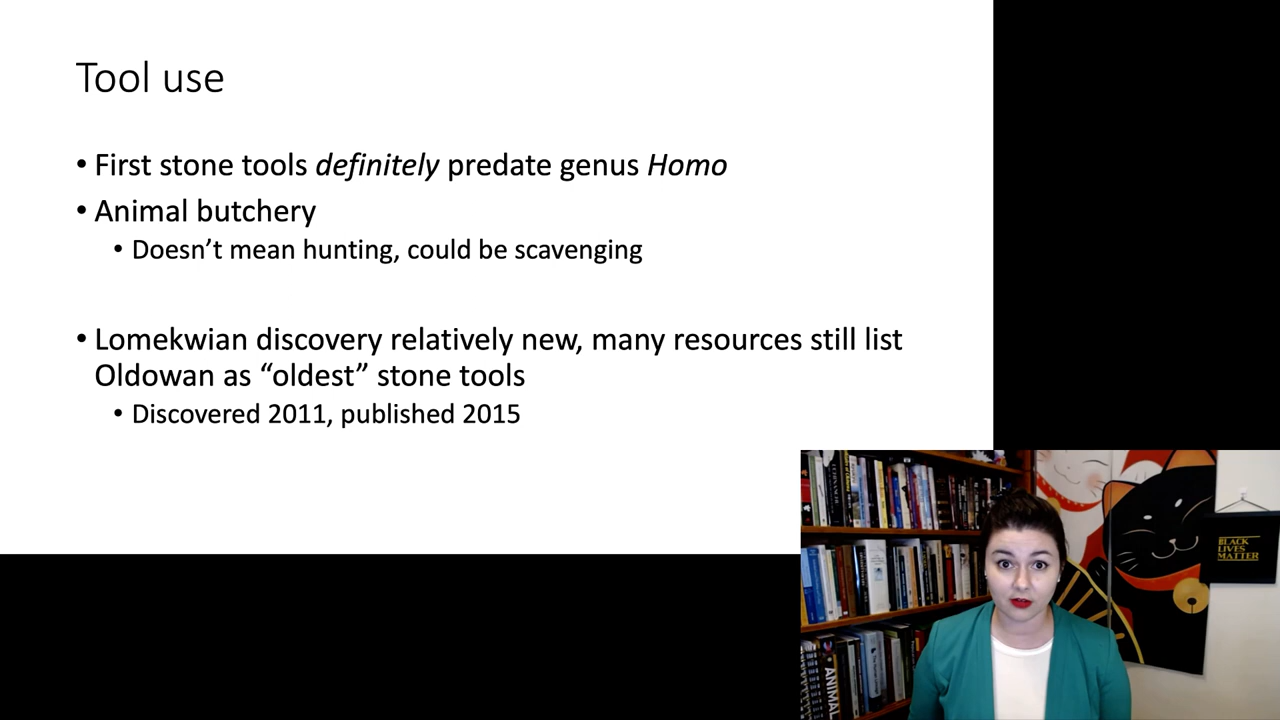 Tool use
• First stone tools definitely predate genus Homo
• Animal butchery
• Doesn’t mean hunting, could be scavenging
• Lomekwian discovery relatively new, many resources still list
Oldowan as “oldest” stone tools
• Discovered 2011, published 2015
BLACK
LIVES
MATTER
ANIMAL